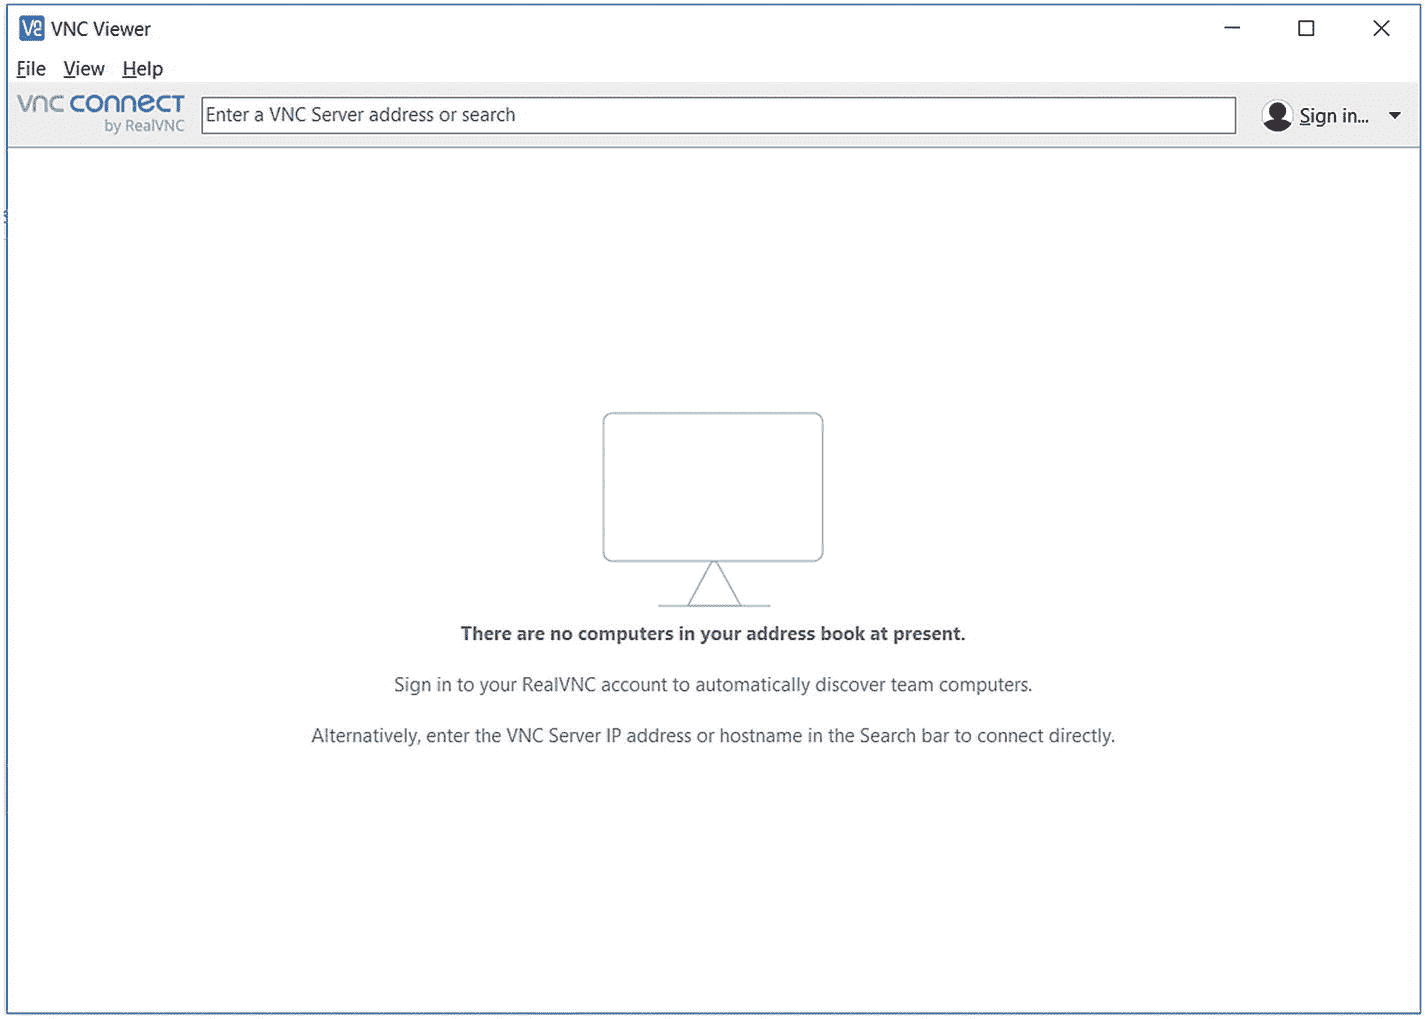 VNC Viewer
File View Help
vnc connect
by RealVNC
Enter a VNC Server address or search
Sign in...
There are no computers in your address book at present.
Sign in to your RealVNC account to automatically discover team computers.
Alternatively, enter the VNC Server IP address or hostname in the Search bar to connect directly.